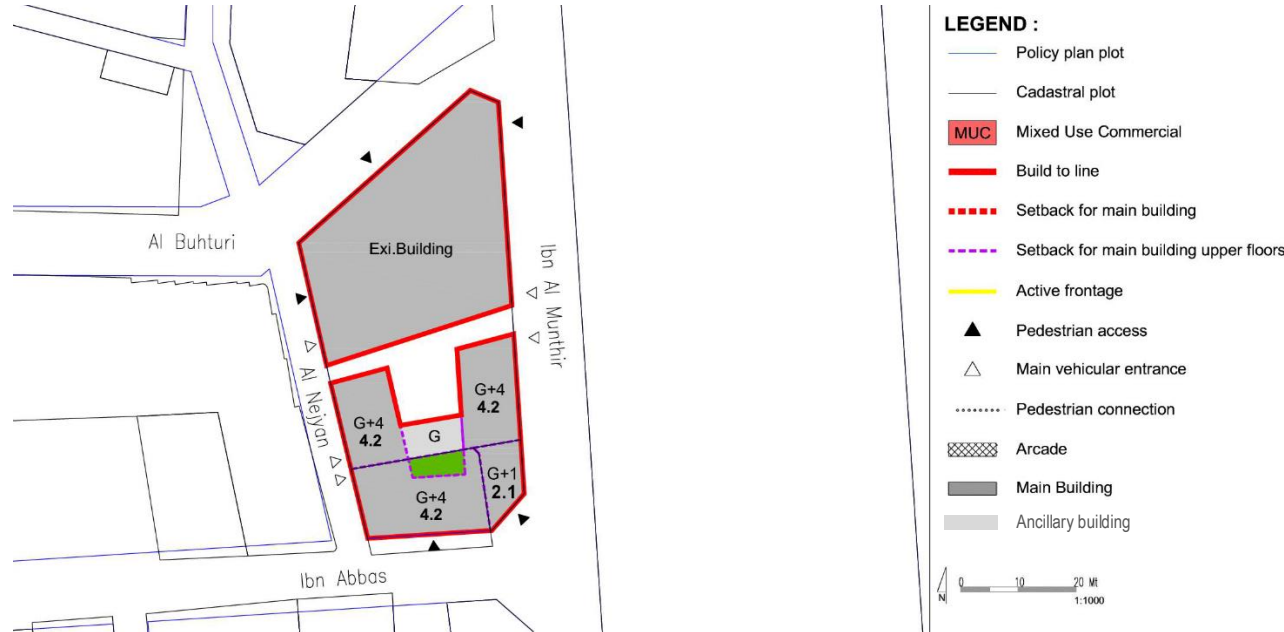 Al Buhturi
Exi.Building
Ibn Al Munthir
Al Nejyan
G+4
4.2
G
G+4
4.2
G+4
4.2
G+1
2.1
Ibn Abbas
LEGEND :
Policy plan plot
Cadastral plot
MUC Mixed Use Commercial
Build to line
Setback for main building
Setback for main building upper floors
Active frontage
Pedestrian access
Main vehicular entrance
Pedestrian connection
Arcade
Main Building
Ancillary building
N
0 10 20 Mt
1:1000